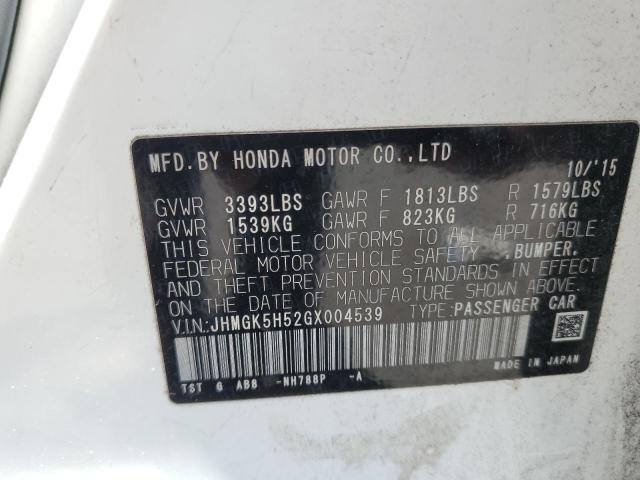 MFD.BY HONDA MOTOR CO.,LTD 10/'15
GVWR 3393LBS GAWR F 1813LBS R 1579LBS
GVWR 1539KG GAWR F 823KG R 716KG
THIS VEHICLE CONFORMS TO ALL APPLICABLE
FEDERAL MOTOR VEHICLE SAFETY ,BUMPER,
AND THEFT PREVENTION STANDARDS IN EFFECT
ON THE DATE OF MANUFACTURE SHOWN ABOVE.
V.I.N:JHMGK5H52GX004539 TYPE:PASSENGER CAR
TST G AB8 -NH788P -A MADE IN JAPAN